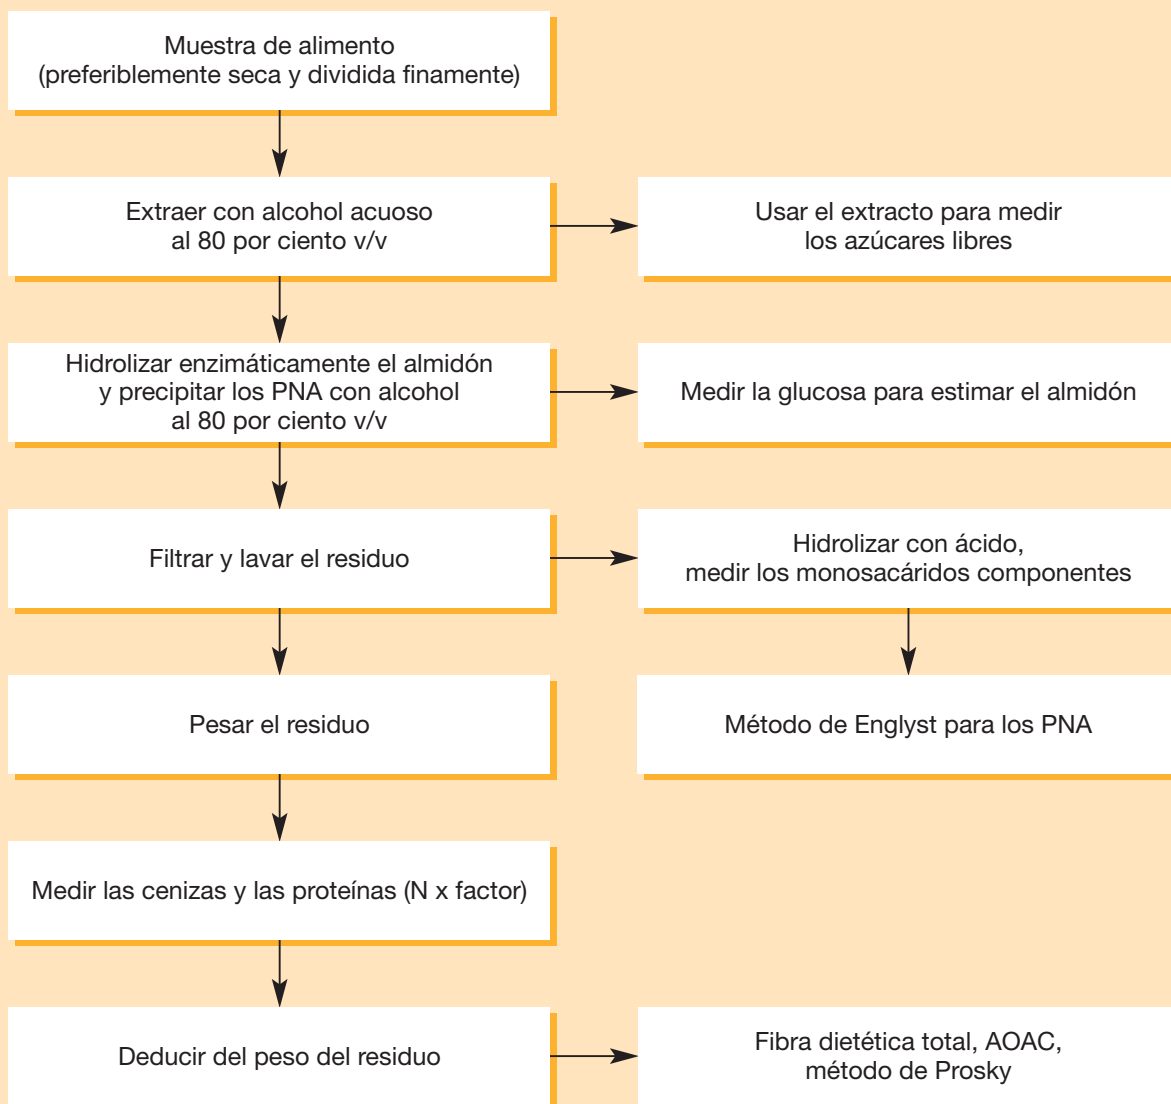 Muestra de alimento
(preferiblemente seca y dividida finamente)
Extraer con alcohol acuoso
al 80 por ciento v/v
Usar el extracto para medir
los azúcares libres
Hidrolizar enzimáticamente el almidón
y precipitar los PNA con alcohol
al 80 por ciento v/v
Medir la glucosa para estimar el almidón
Filtrar y lavar el residuo
Hidrolizar con ácido,
medir los monosacáridos componentes
Pesar el residuo
Método de Englyst para los PNA
Medir las cenizas y las proteínas (N x factor)
Deducir del peso del residuo
Fibra dietética total, AOAC,
método de Prosky